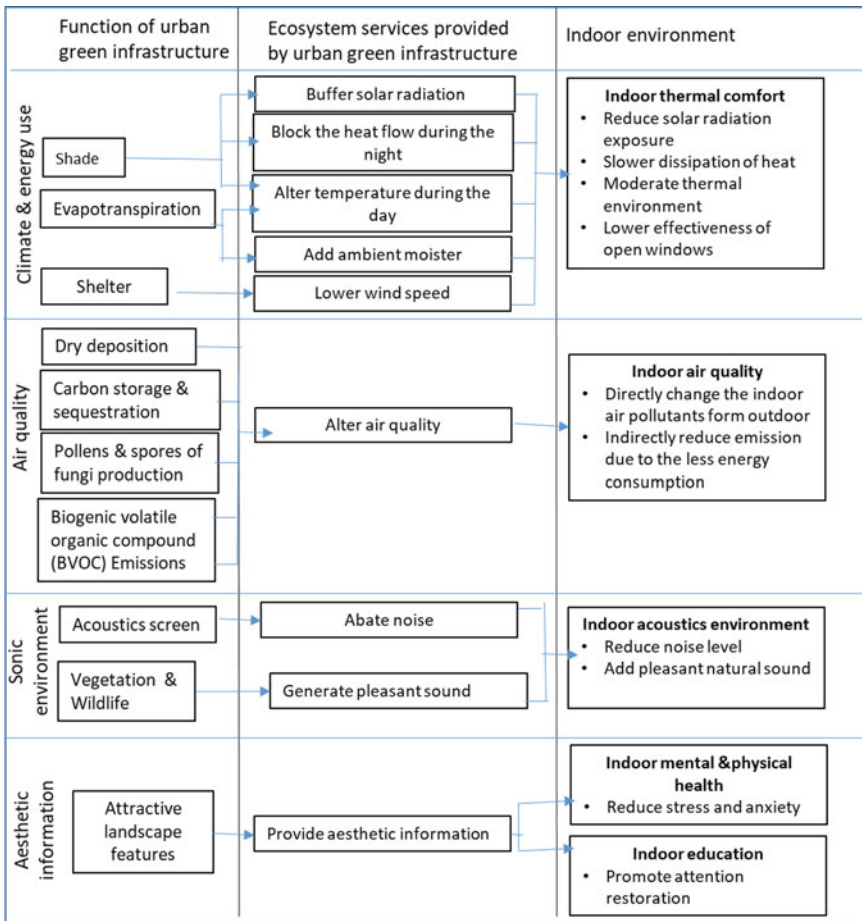 Function of urban
green infrastructure
Ecosystem services provided
by urban green infrastructure
Indoor environment
Climate & energy use
Shade
Evapotranspiration
Shelter
Buffer solar radiation
Block the heat flow during the
night
Alter temperature during the
day
Add ambient moister
Lower wind speed
Indoor thermal comfort
• Reduce solar radiation
exposure
• Slower dissipation of heat
• Moderate thermal
environment
• Lower effectiveness of
open windows
Air quality
Dry deposition
Carbon storage &
sequestration
Pollens & spores of
fungi production
Biogenic volatile
organic compound
(BVOC) Emissions
Alter air quality
Indoor air quality
• Directly change the indoor
air pollutants form outdoor
• Indirectly reduce emission
due to the less energy
consumption
Sonic
environment
Acoustics screen
Vegetation &
Wildlife
Abate noise
Generate pleasant sound
Indoor acoustics environment
• Reduce noise level
• Add pleasant natural sound
Aesthetic
information
Attractive
landscape
features
Provide aesthetic information
Indoor mental &physical
health
• Reduce stress and anxiety
Indoor education
• Promote attention
restoration